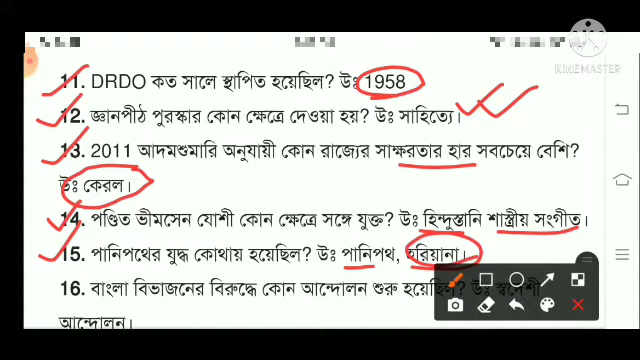 KINEMASTER
11. DRDO কত সালে স্থাপিত হয়েছিল? উঃ 1958
12. জ্ঞানপীঠ পুরস্কার কোন ক্ষেত্রে দেওয়া হয়? উঃ সাহিত্যে।
13. 2011 আদমশুমারি অনুযায়ী কোন রাজ্যের সাক্ষরতার হার সবচেয়ে বেশি?
উঃ কেরল।
14. পণ্ডিত ভীমসেন যোশী কোন ক্ষেত্রে সঙ্গে যুক্ত? উঃ হিন্দুস্তানি শাস্ত্রীয় সংগীত।
15. পানিপথের যুদ্ধ কোথায় হয়েছিল? উঃ পানিপথ, হরিয়ানা।
16. বাংলা বিভাজনের বিরুদ্ধে কোন আন্দোলন শুরু হয়েছিল? উঃ স্বদেশী
আন্দোলন।